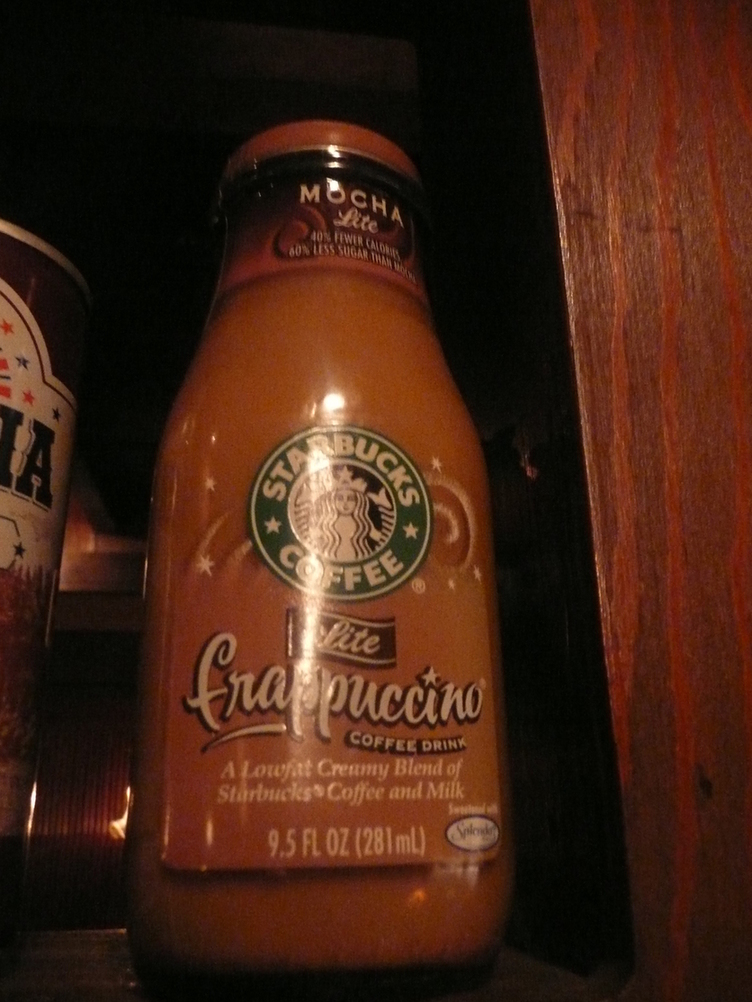 MOCHA
Lite
40% FEWER CALORIES
60% LESS SUGAR THAN MOCHA
STARBUCKS
COFFEE
®
Lite
frappuccino®
COFFEE DRINK
A Lowfat Creamy Blend of
Starbucks® Coffee and Milk
Sweetened with
Splenda
9.5 FL OZ (281mL)
IA